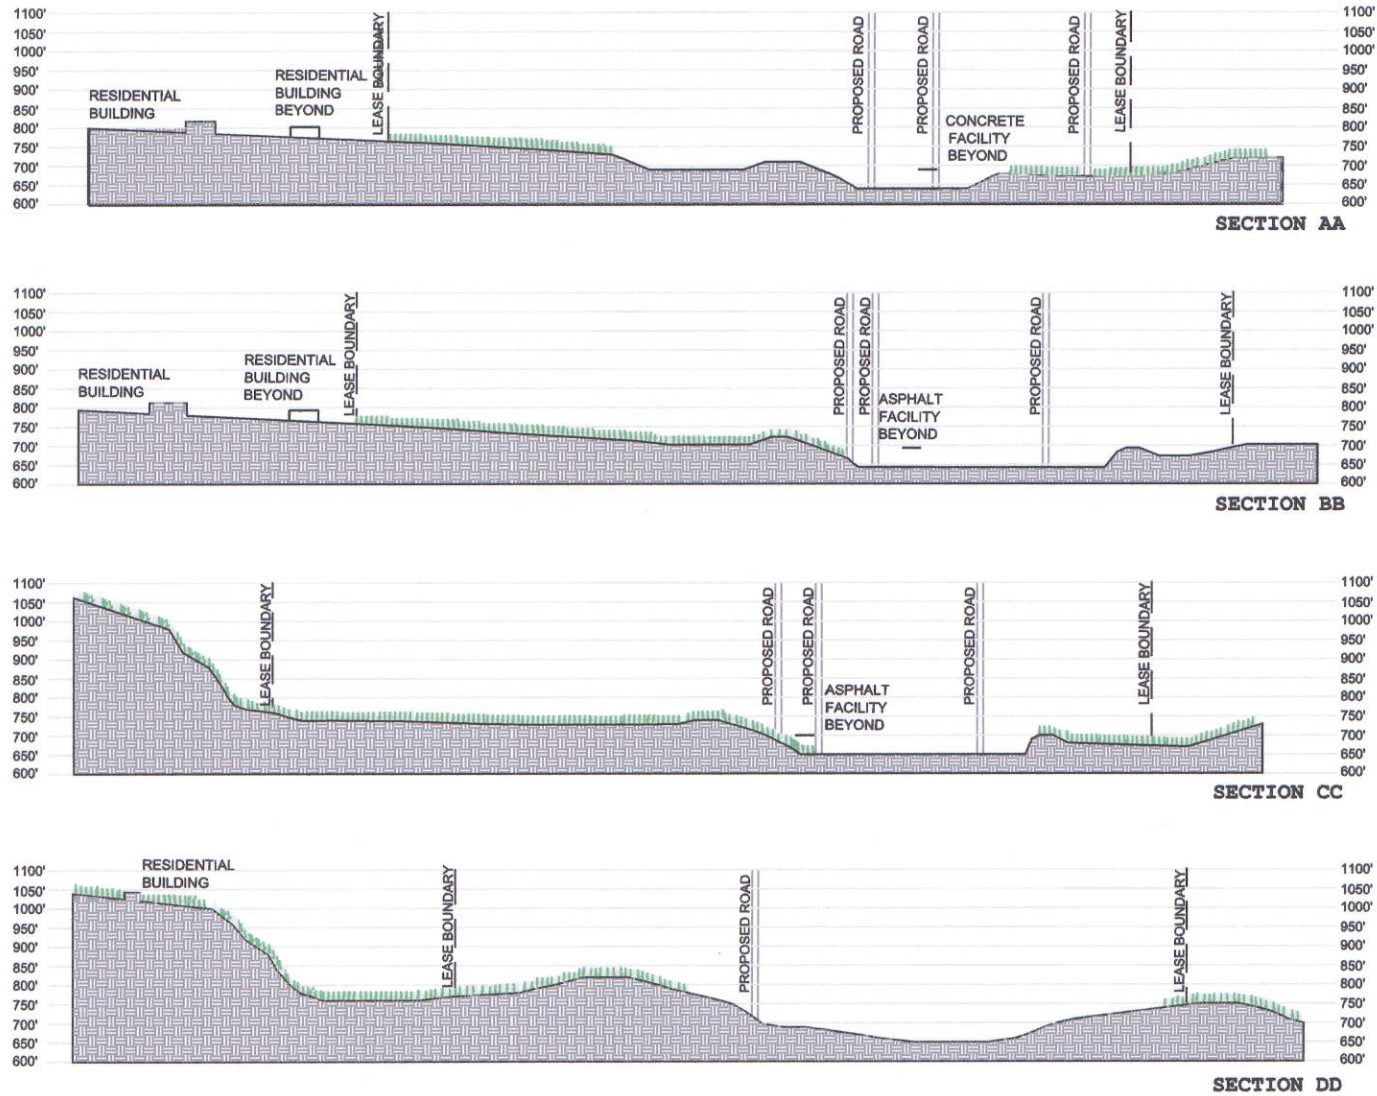 1100'
1050'
1000'
950'
900'
850'
800'
750'
700'
650'
600'
RESIDENTIAL
BUILDING
RESIDENTIAL
BUILDING
BEYOND
LEASE BOUNDARY
PROPOSED ROAD
PROPOSED ROAD
CONCRETE
FACILITY
BEYOND
PROPOSED ROAD
LEASE BOUNDARY
1100'
1050'
1000'
950'
900'
850'
800'
750'
700'
650'
600'
SECTION AA
1100'
1050'
1000'
950'
900'
850'
800'
750'
700'
650'
600'
RESIDENTIAL
BUILDING
RESIDENTIAL
BUILDING
BEYOND
LEASE BOUNDARY
PROPOSED ROAD
PROPOSED ROAD
ASPHALT
FACILITY
BEYOND
PROPOSED ROAD
LEASE BOUNDARY
1100'
1050'
1000'
950'
900'
850'
800'
750'
700'
650'
600'
SECTION BB
1100'
1050'
1000'
950'
900'
850'
800'
750'
700'
650'
600'
LEASE BOUNDARY
PROPOSED ROAD
PROPOSED ROAD
ASPHALT
FACILITY
BEYOND
PROPOSED ROAD
LEASE BOUNDARY
1100'
1050'
1000'
950'
900'
850'
800'
750'
700'
650'
600'
SECTION CC
1100'
1050'
1000'
950'
900'
850'
800'
750'
700'
650'
600'
RESIDENTIAL
BUILDING
LEASE BOUNDARY
PROPOSED ROAD
LEASE BOUNDARY
1100'
1050'
1000'
950'
900'
850'
800'
750'
700'
650'
600'
SECTION DD